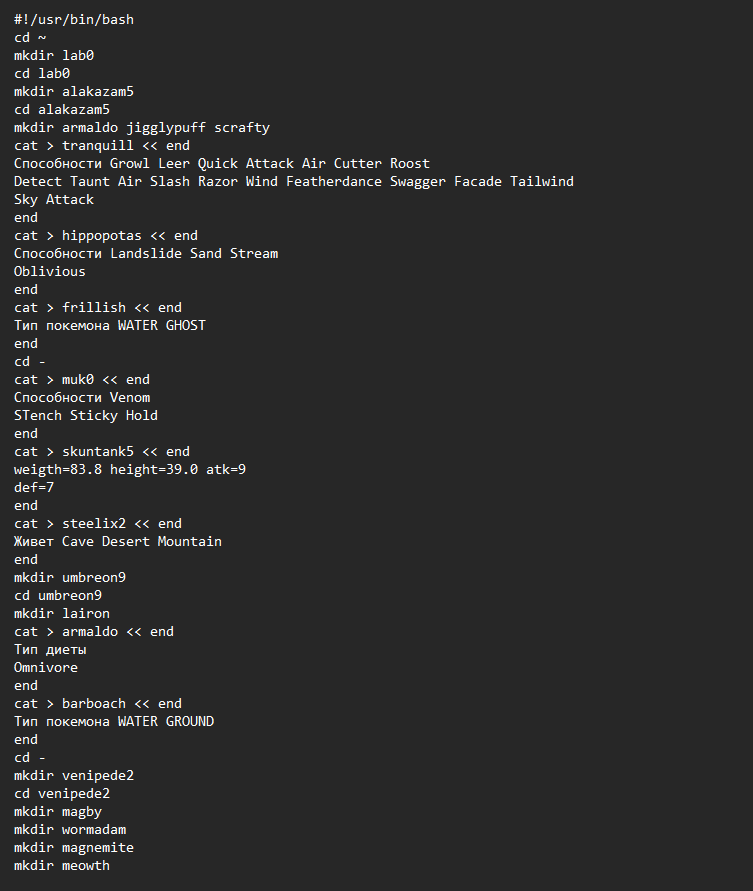 #!/usr/bin/bash
cd ~
mkdir lab0
cd lab0
mkdir alakazam5
cd alakazam5
mkdir armaldo jigglypuff scrafty
cat > tranquill << end
Способности Growl Leer Quick Attack Air Cutter Roost
Detect Taunt Air Slash Razor Wind Featherdance Swagger Facade Tailwind
Sky Attack
end
cat > hippopotas << end
Способности Landslide Sand Stream
Oblivious
end
cat > frillish << end
Тип покемона WATER GHOST
end
cd -
cat > muk0 << end
Способности Venom
STench Sticky Hold
end
cat > skuntank5 << end
weigth=83.8 height=39.0 atk=9
def=7
end
cat > steelix2 << end
Живет Cave Desert Mountain
end
mkdir umbreon9
cd umbreon9
mkdir lairon
cat > armaldo << end
Тип диеты
Omnivore
end
cat > barboach << end
Тип покемона WATER GROUND
end
cd -
mkdir venipede2
cd venipede2
mkdir magby
mkdir wormadam
mkdir magnemite
mkdir meowth